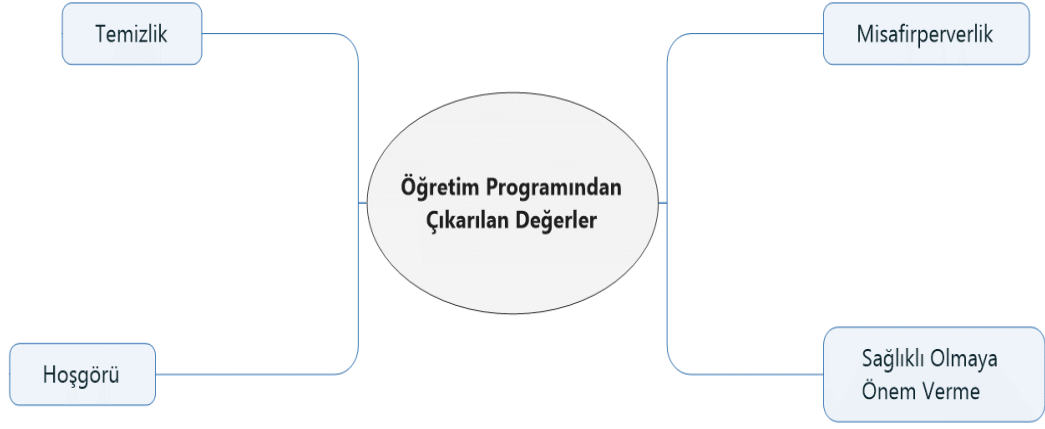 Temizlik
Misafirperverlik
Öğretim Programından
Çıkarılan Değerler
Hoşgörü
Sağlıklı Olmaya
Önem Verme